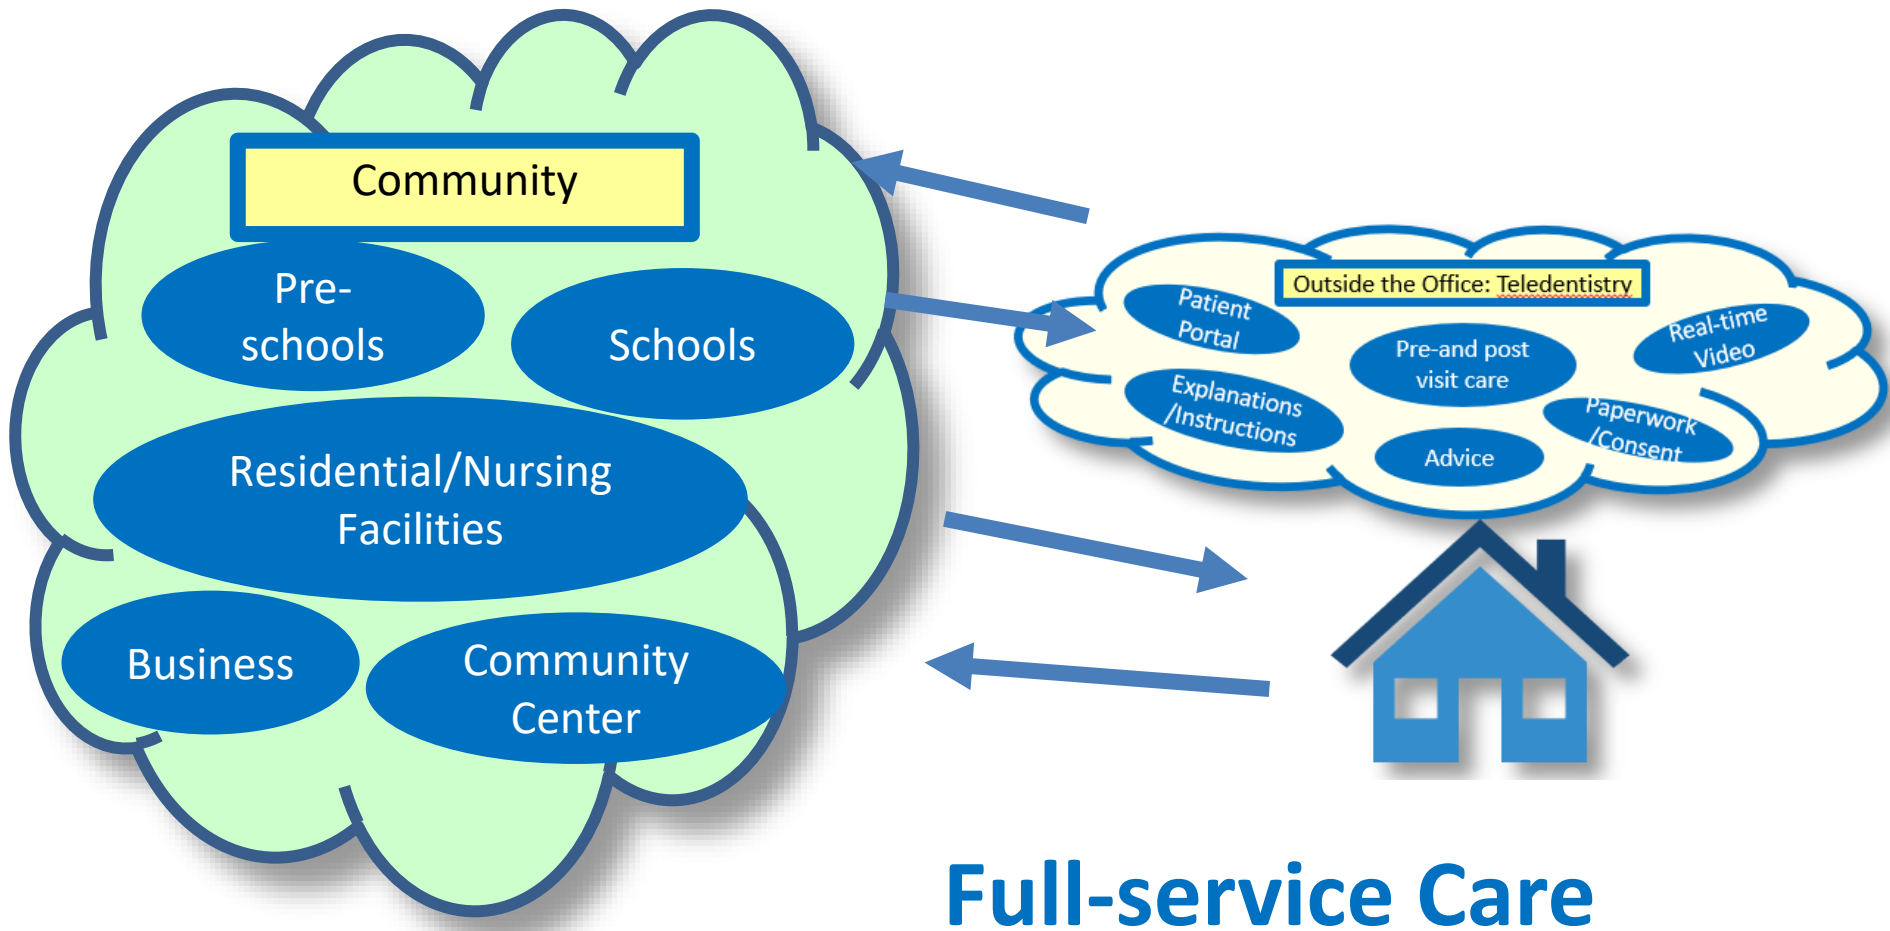 Community
Pre-
schools
Schools
Residential/Nursing
Facilities
Business
Community
Center
Outside the Office: Teledentistry
Patient
Portal
Pre-and post
visit care
Real-time
Video
Explanations
/Instructions
Advice
Paperwork
/Consent
Full-service Care